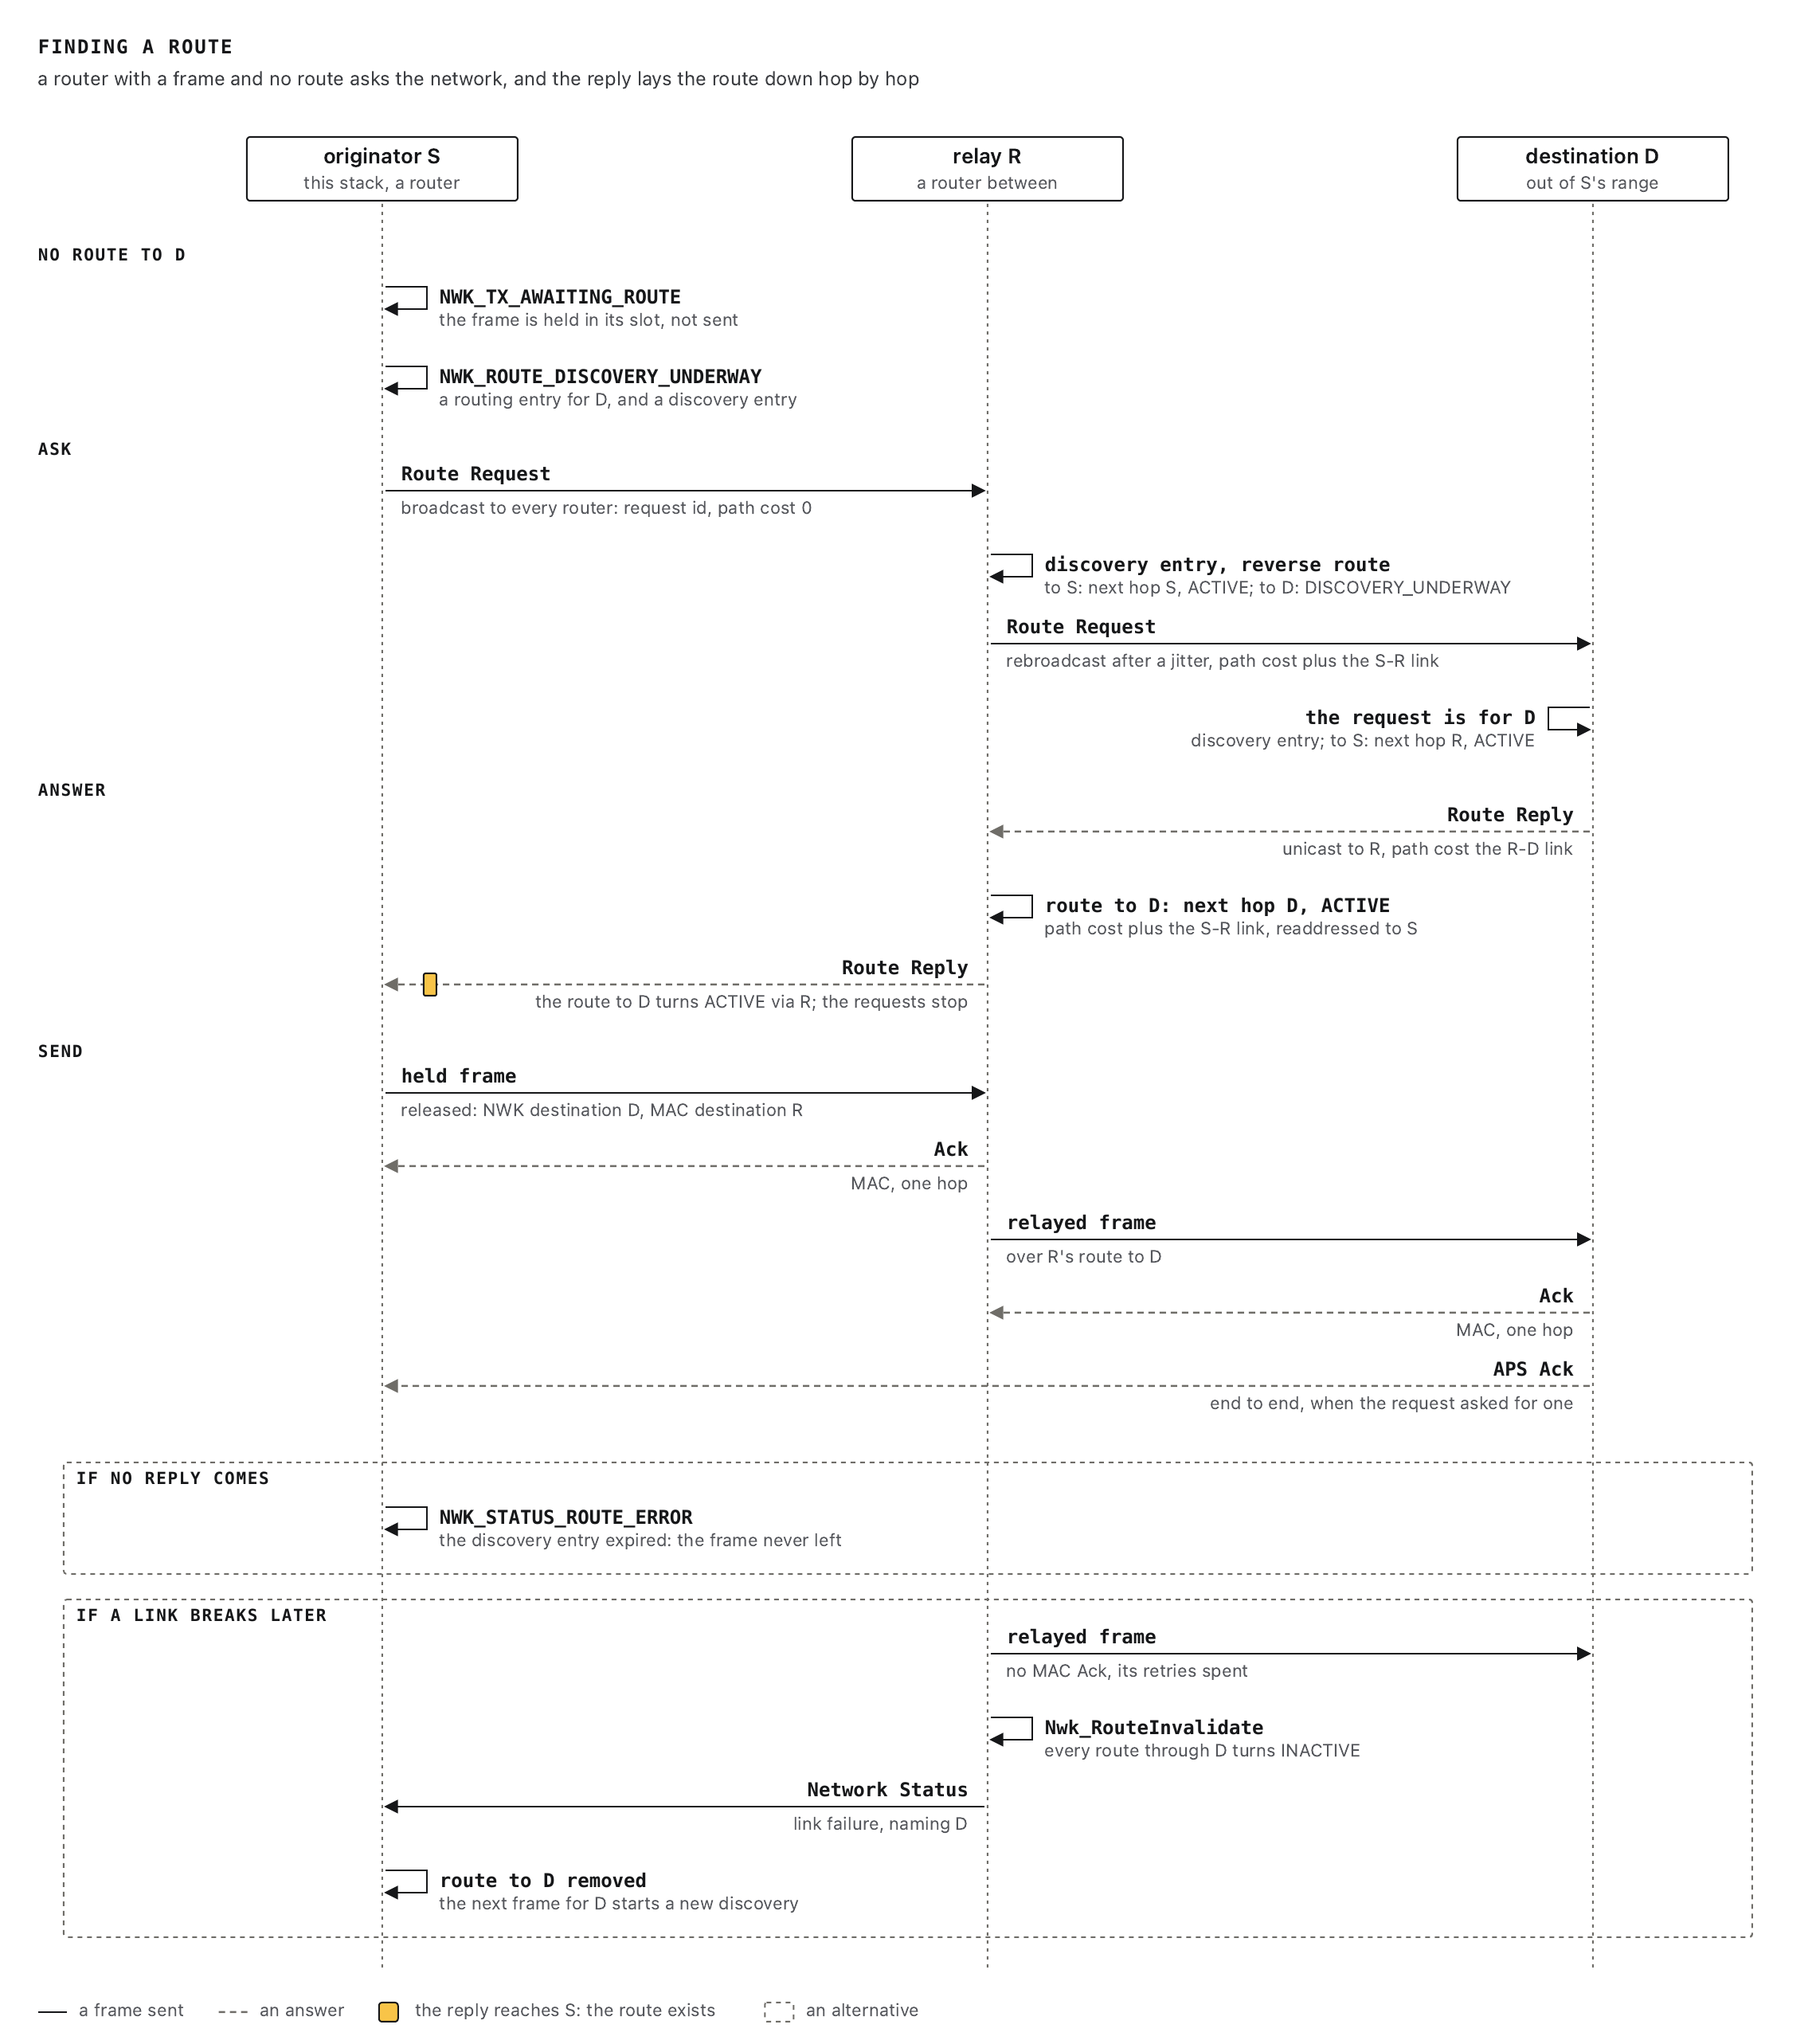 FINDING A ROUTE
a router with a frame and no route asks the network, and the reply lays the route down hop by hop
originator S
this stack, a router
relay R
a router between
destination D
out of S's range
NO ROUTE TO D
NWK_TX_AWAITING_ROUTE
the frame is held in its slot, not sent
NWK_ROUTE_DISCOVERY_UNDERWAY
a routing entry for D, and a discovery entry
ASK
Route Request
broadcast to every router: request id, path cost 0
discovery entry, reverse route
to S: next hop S, ACTIVE; to D: DISCOVERY_UNDERWAY
Route Request
rebroadcast after a jitter, path cost plus the S-R link
the request is for D
discovery entry; to S: next hop R, ACTIVE
ANSWER
Route Reply
unicast to R, path cost the R-D link
route to D: next hop D, ACTIVE
path cost plus the S-R link, readdressed to S
Route Reply
the route to D turns ACTIVE via R; the requests stop
SEND
held frame
released: NWK destination D, MAC destination R
Ack
MAC, one hop
relayed frame
over R's route to D
Ack
MAC, one hop
APS Ack
end to end, when the request asked for one
IF NO REPLY COMES
NWK_STATUS_ROUTE_ERROR
the discovery entry expired: the frame never left
IF A LINK BREAKS LATER
relayed frame
no MAC Ack, its retries spent
Nwk_RouteInvalidate
every route through D turns INACTIVE
Network Status
link failure, naming D
route to D removed
the next frame for D starts a new discovery
a frame sent
an answer
the reply reaches S: the route exists
an alternative